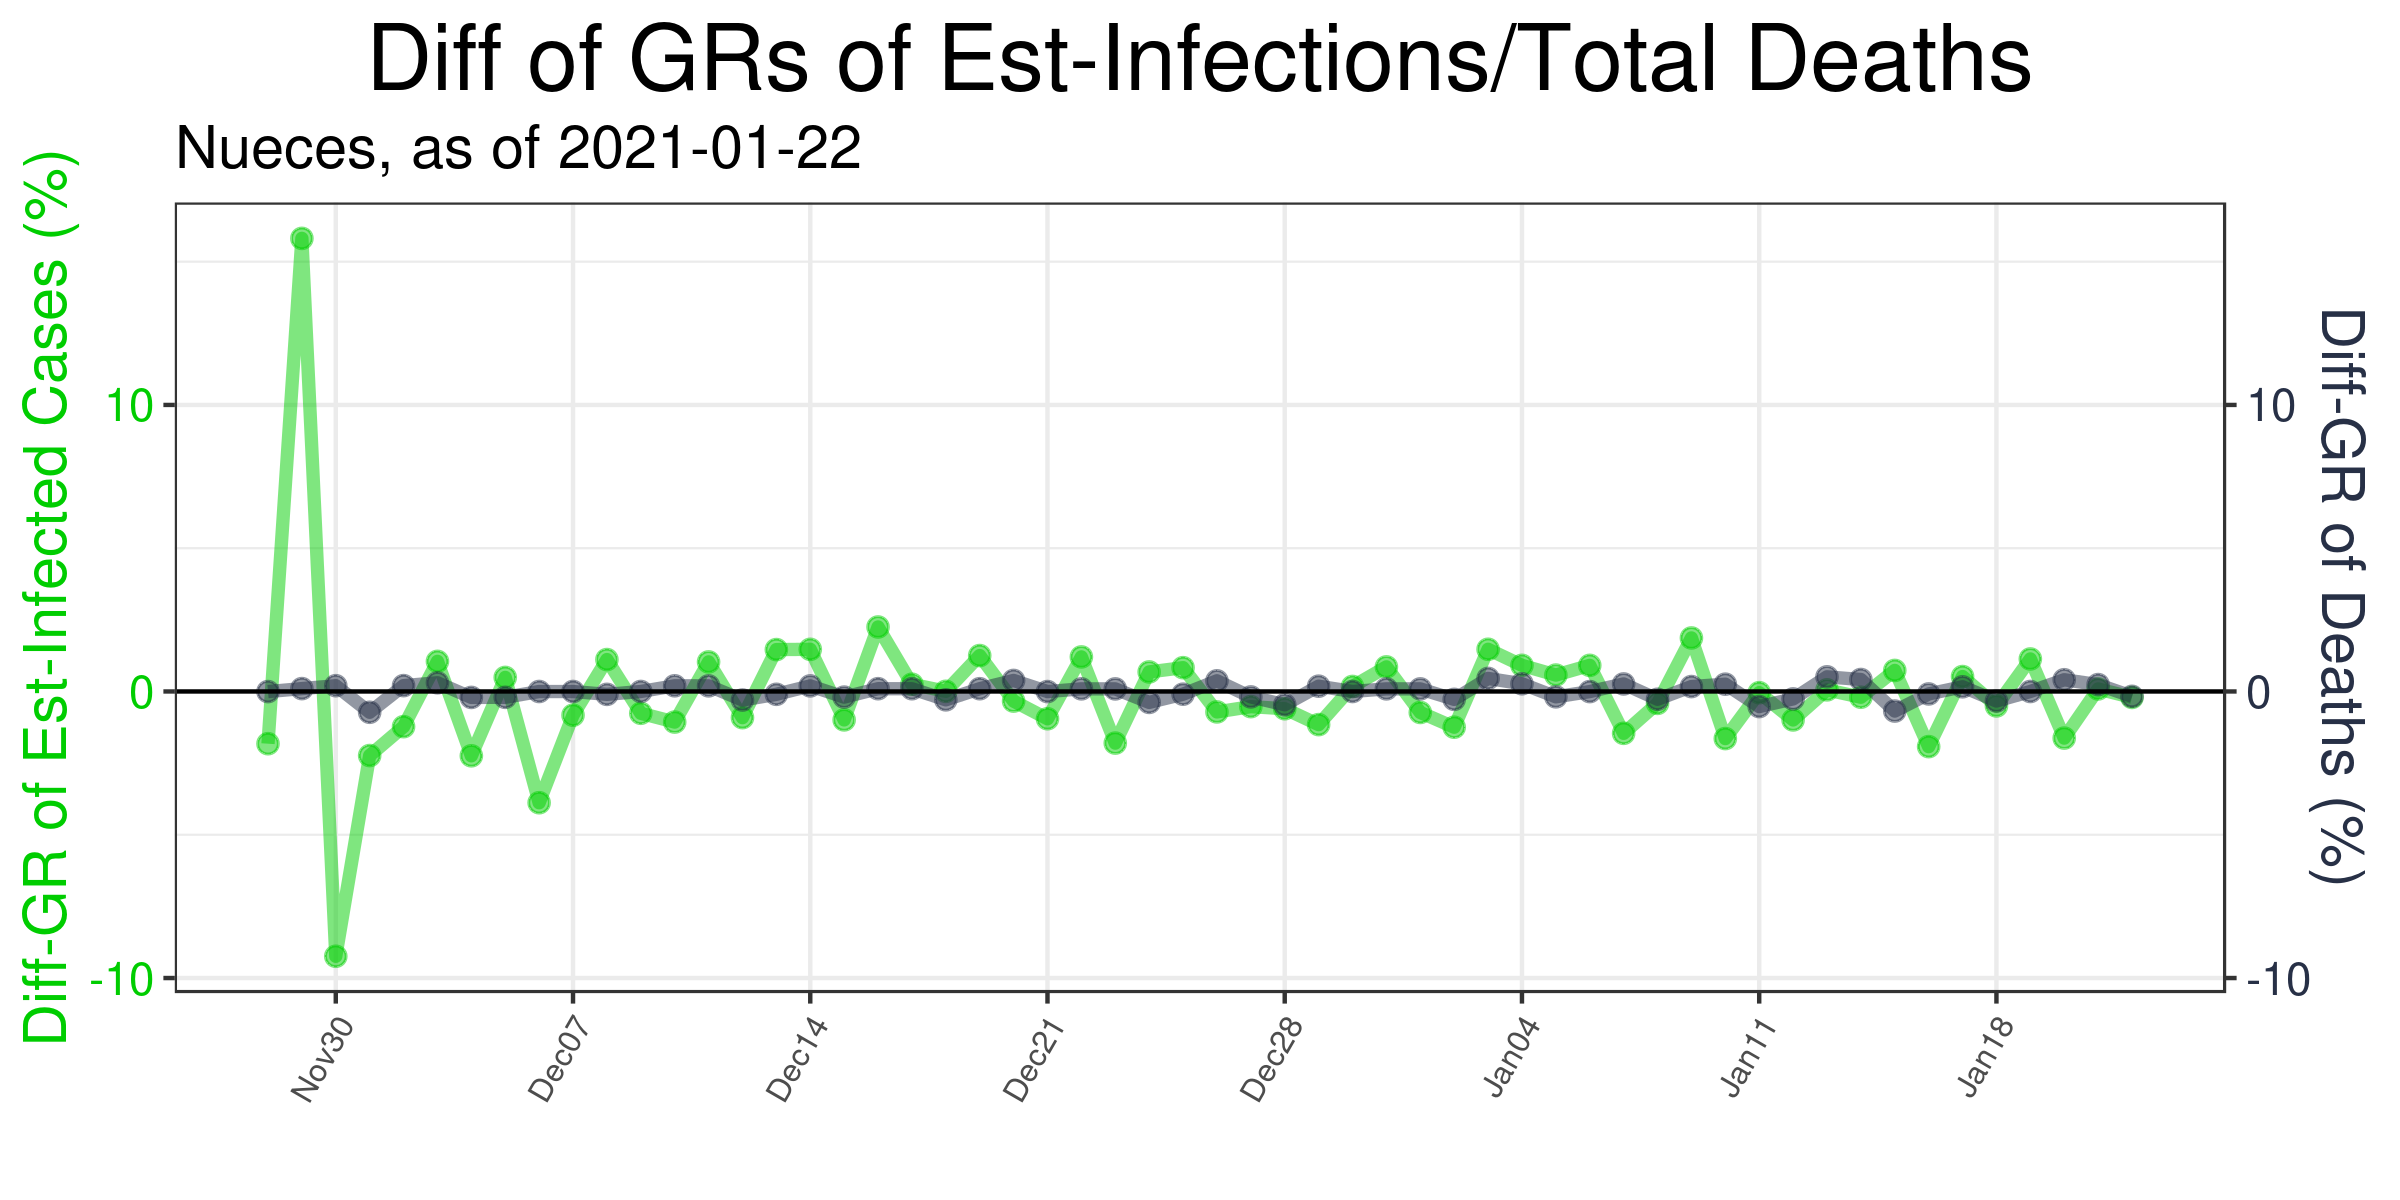 Diff of GRs of Est-Infections/Total Deaths
Nueces, as of 2021-01-22
Diff-GR of Est-Infected Cases (%)
10
0
-10
10
0
-10
Diff-GR of Deaths (%)
Nov30
Dec07
Dec14
Dec21
Dec28
Jan04
Jan11
Jan18